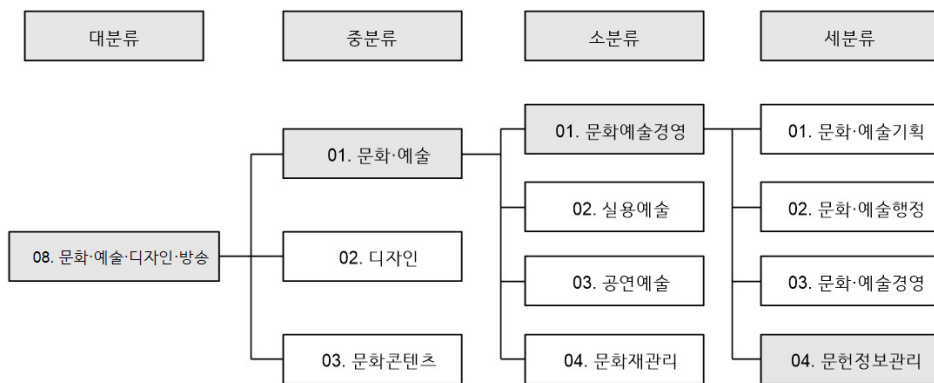 대분류
중분류
소분류
세분류
08. 문화·예술·디자인·방송
01. 문화·예술
02. 디자인
03. 문화콘텐츠
01. 문화예술경영
02. 실용예술
03. 공연예술
04. 문화재관리
01. 문화·예술기획
02. 문화·예술행정
03. 문화·예술경영
04. 문헌정보관리